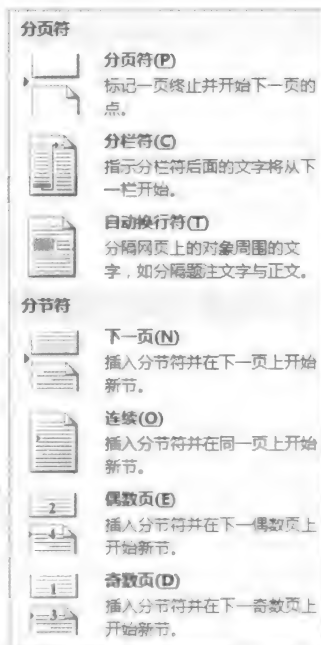 分页符
分页符(P)
标记一页终止并开始下一页的
点。
分栏符(C)
指示分栏符后面的文字将从下
一栏开始。
自动换行符(T)
分隔网页上的对象周围的文
字，如分隔题注文字与正文。
分节符
下一页(N)
插入分节符并在下一页上开始
新节。
连续(O)
插入分节符并在同一页上开始
新节。
2
4
偶数页(E)
插入分节符并在下一偶数页上
开始新节。
1
3
奇数页(D)
插入分节符并在下一奇数页上
开始新节。